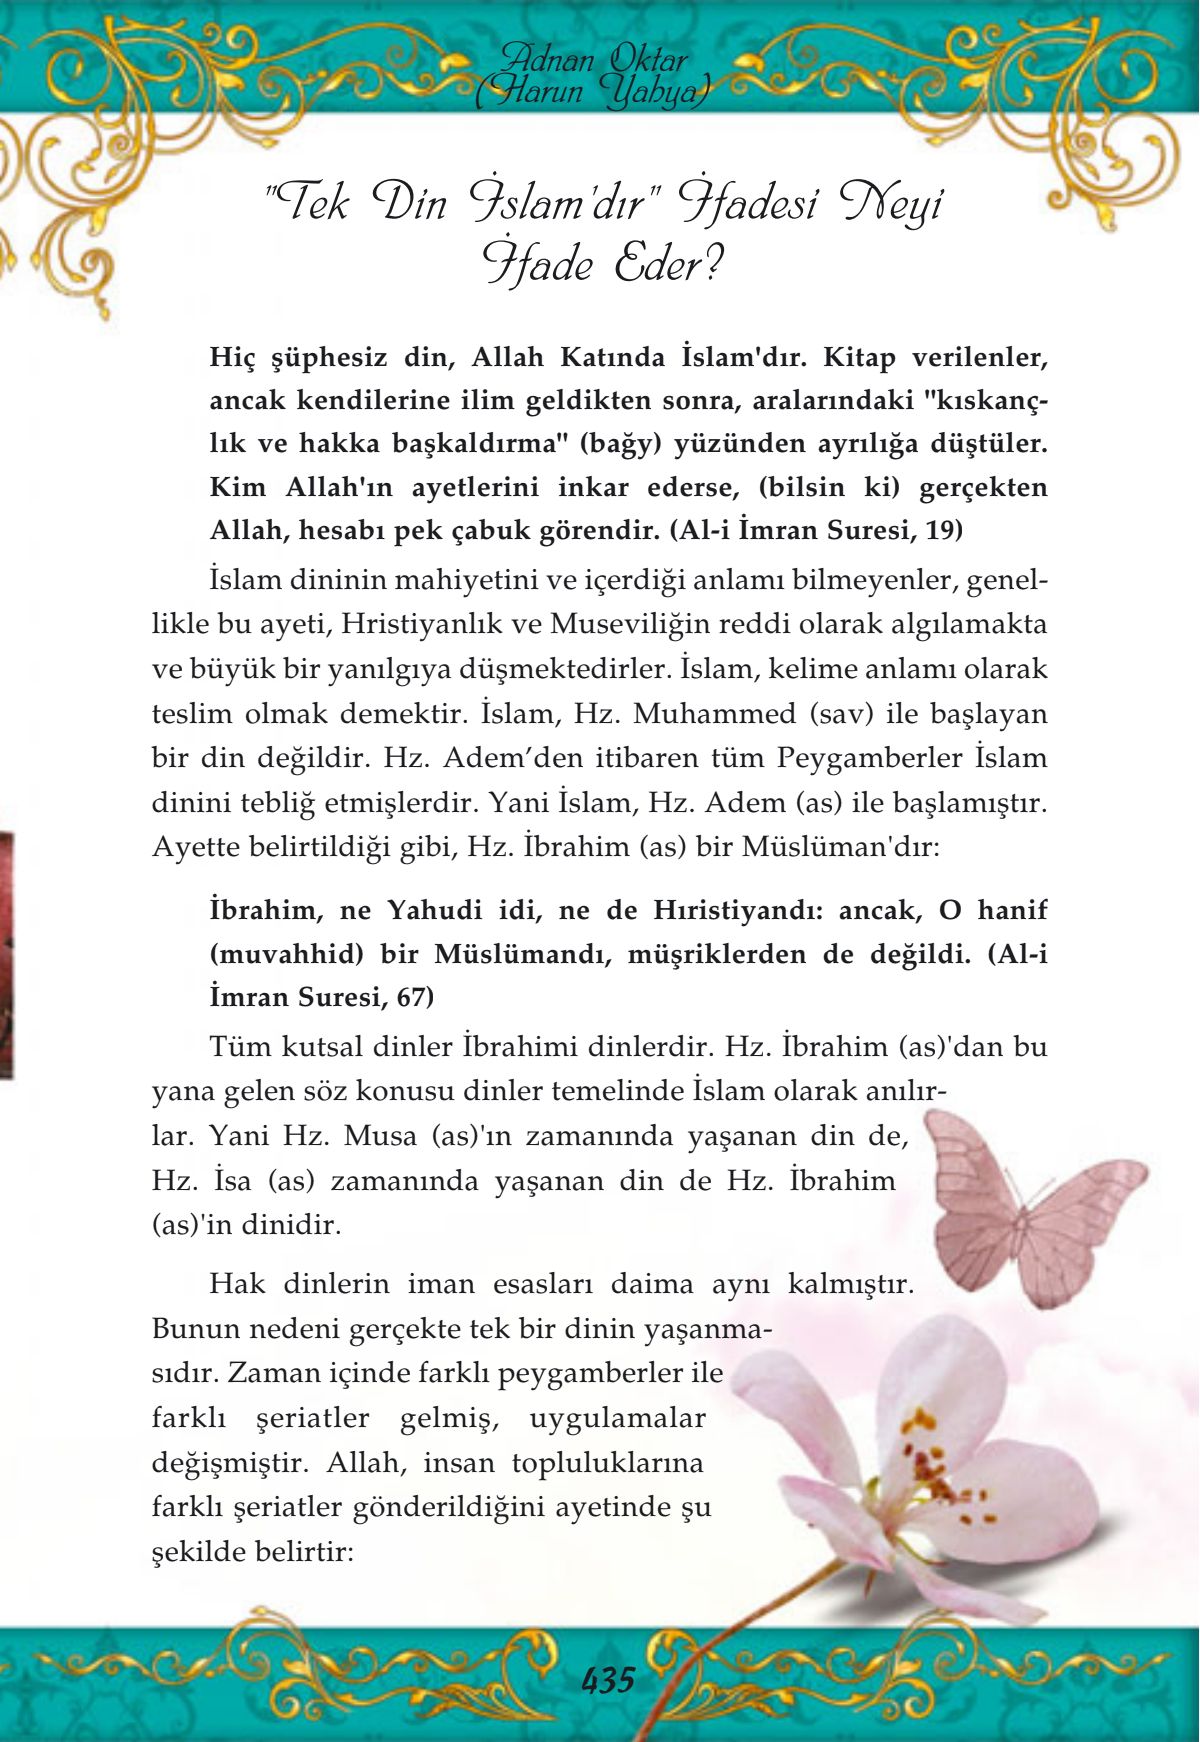 Adnan Oktar
(Harun Yahya)
"Tek Din İslam'dır" İfadesi Neyi
İfade Eder?
Hiç şüphesiz din, Allah Katında İslam'dır. Kitap verilenler,
ancak kendilerine ilim geldikten sonra, aralarındaki "kıskanç-
lık ve hakka başkaldırma" (bağy) yüzünden ayrılığa düştüler.
Kim Allah'ın ayetlerini inkar ederse, (bilsin ki) gerçekten
Allah, hesabı pek çabuk görendir. (Al-i İmran Suresi, 19)
İslam dininin mahiyetini ve içerdiği anlamı bilmeyenler, genel-
likle bu ayeti, Hristiyanlık ve Museviliğin reddi olarak algılamakta
ve büyük bir yanılgıya düşmektedirler. İslam, kelime anlamı olarak
teslim olmak demektir. İslam, Hz. Muhammed (sav) ile başlayan
bir din değildir. Hz. Adem’den itibaren tüm Peygamberler İslam
dinini tebliğ etmişlerdir. Yani İslam, Hz. Adem (as) ile başlamıştır.
Ayette belirtildiği gibi, Hz. İbrahim (as) bir Müslüman'dır:
İbrahim, ne Yahudi idi, ne de Hıristiyandı: ancak, O hanif
(muvahhid) bir Müslümandı, müşriklerden de değildi. (Al-i
İmran Suresi, 67)
Tüm kutsal dinler İbrahimi dinlerdir. Hz. İbrahim (as)'dan bu
yana gelen söz konusu dinler temelinde İslam olarak anılır-
lar. Yani Hz. Musa (as)'ın zamanında yaşanan din de,
Hz. İsa (as) zamanında yaşanan din de Hz. İbrahim
(as)'in dinidir.
Hak dinlerin iman esasları daima aynı kalmıştır.
Bunun nedeni gerçekte tek bir dinin yaşanma-
sıdır. Zaman içinde farklı peygamberler ile
farklı şeriatler gelmiş, uygulamalar
değişmiştir. Allah, insan topluluklarına
farklı şeriatler gönderildiğini ayetinde şu
şekilde belirtir:
435